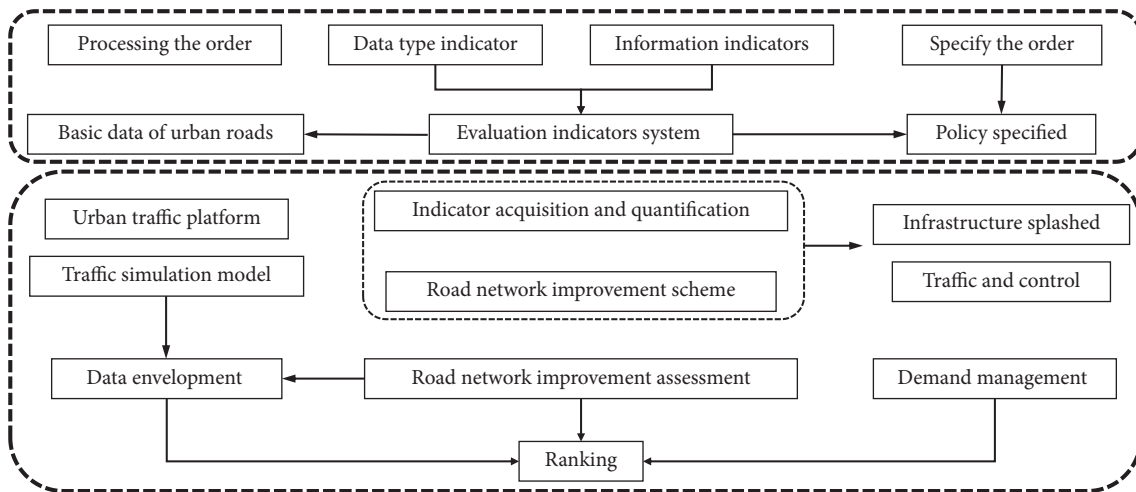 Processing the order
Data type indicator
Information indicators
Specify the order
Basic data of urban roads
Evaluation indicators system
Policy specified
Urban traffic platform
Indicator acquisition and quantification
Infrastructure splashed
Traffic simulation model
Road network improvement scheme
Traffic and control
Data envelopment
Road network improvement assessment
Demand management
Ranking